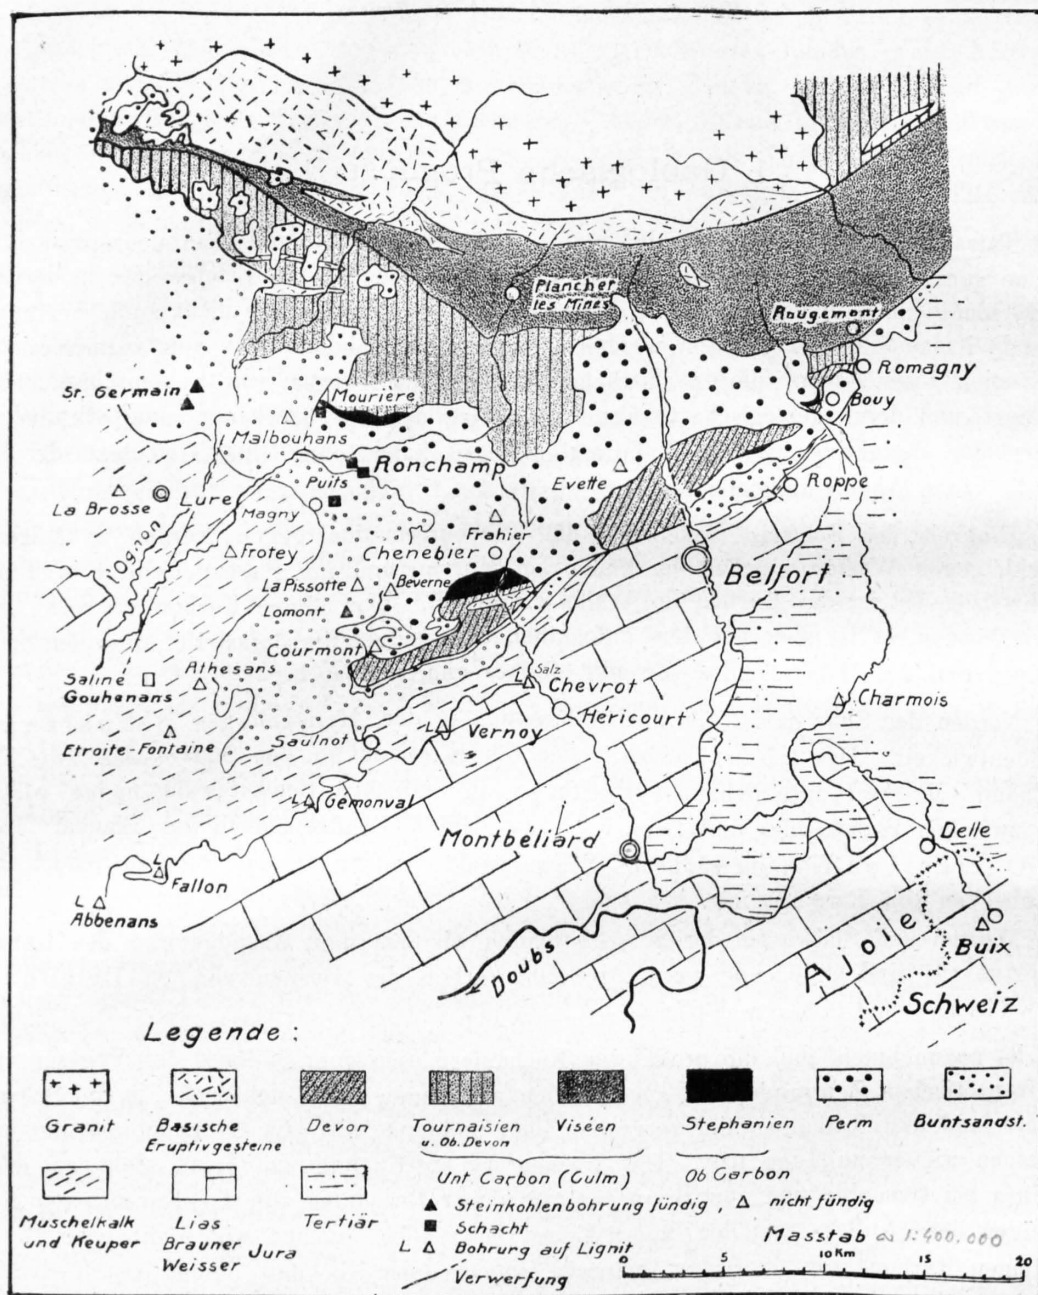 Plancher
les Mines
Rougemont
Romagny
Bouy
St. Germain
Mourière
Malbouhans
Ronchamp
Puits
Evette
Roppe
La Brosse
Lure
Magny
Frahier
Chenebier
l'Ognon
Frotey
La Pissotte
Beverne
Belfort
Lomont
Courmont
Saline
Gouhenans
Athesans
Salz
L Chevrot
Charmois
Héricourt
Etroite-Fontaine
Saulnot
L Vernoy
L Gémonval
Montbéliard
Delle
L
Fallon
L
Abbenans
Doubs
Ajoie
Buix
Schweiz
Legende :
Granit
Basische
Eruptivgesteine
Devon
Tournaisien
u. Ob. Devon
Viséen
Stephanien
Perm
Buntsandst.
Unt. Carbon (Culm)
Ob Carbon
Muschelkalk
und Keuper
Lias
Brauner Jura
Weisser
Tertiär
Steinkohlenbohrung fündig , nicht fündig
Schacht
L Bohrung auf Lignit
Verwerfung
Masstab ca 1:400.000
0 5 10 Km 15 20